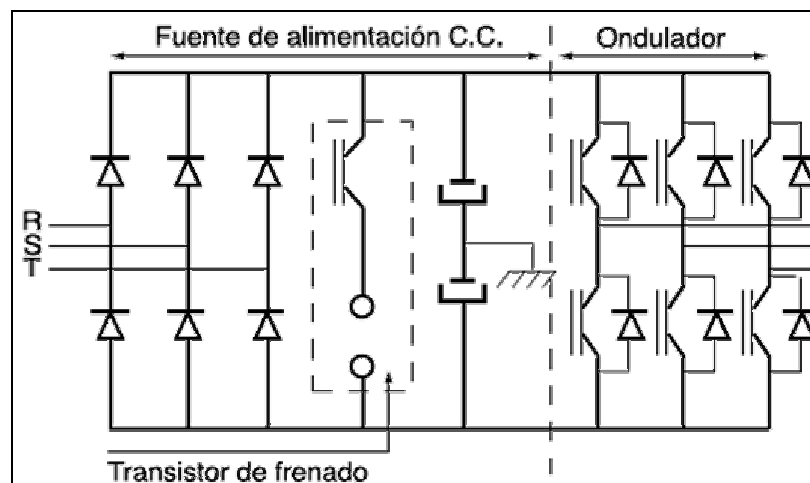 Fuente de alimentación C.C.
Ondulador
R
S
T
Transistor de frenado